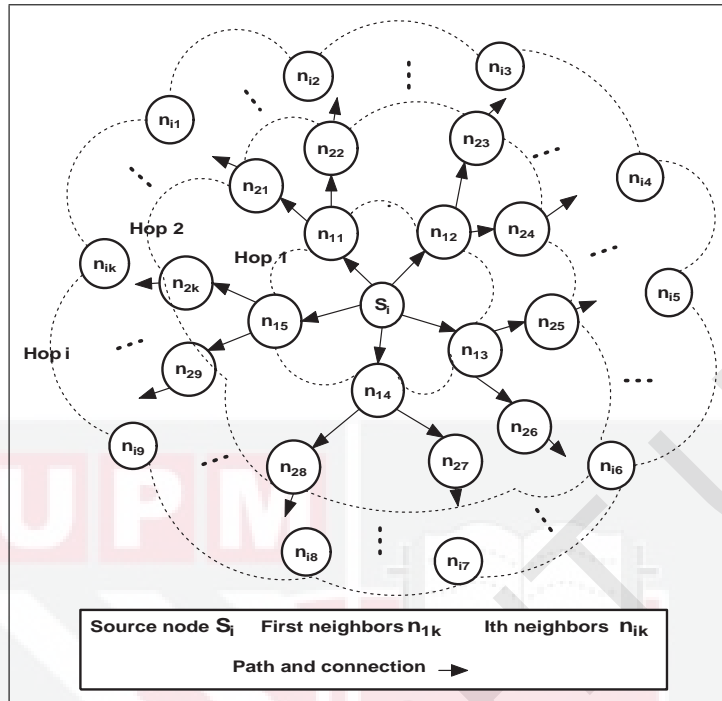 n_i2
n_i3
n_i1
n_23
n_22
n_i4
n_21
n_11
n_12
n_24
Hop 2
n_ik
Hop 1
n_2k
n_i5
S_i
n_15
n_25
n_13
Hop i
n_29
n_14
n_26
n_i9
n_28
n_27
n_i6
UPM
n_i8
n_i7
Source node S_i First neighbors n_1k Ith neighbors n_ik
Path and connection